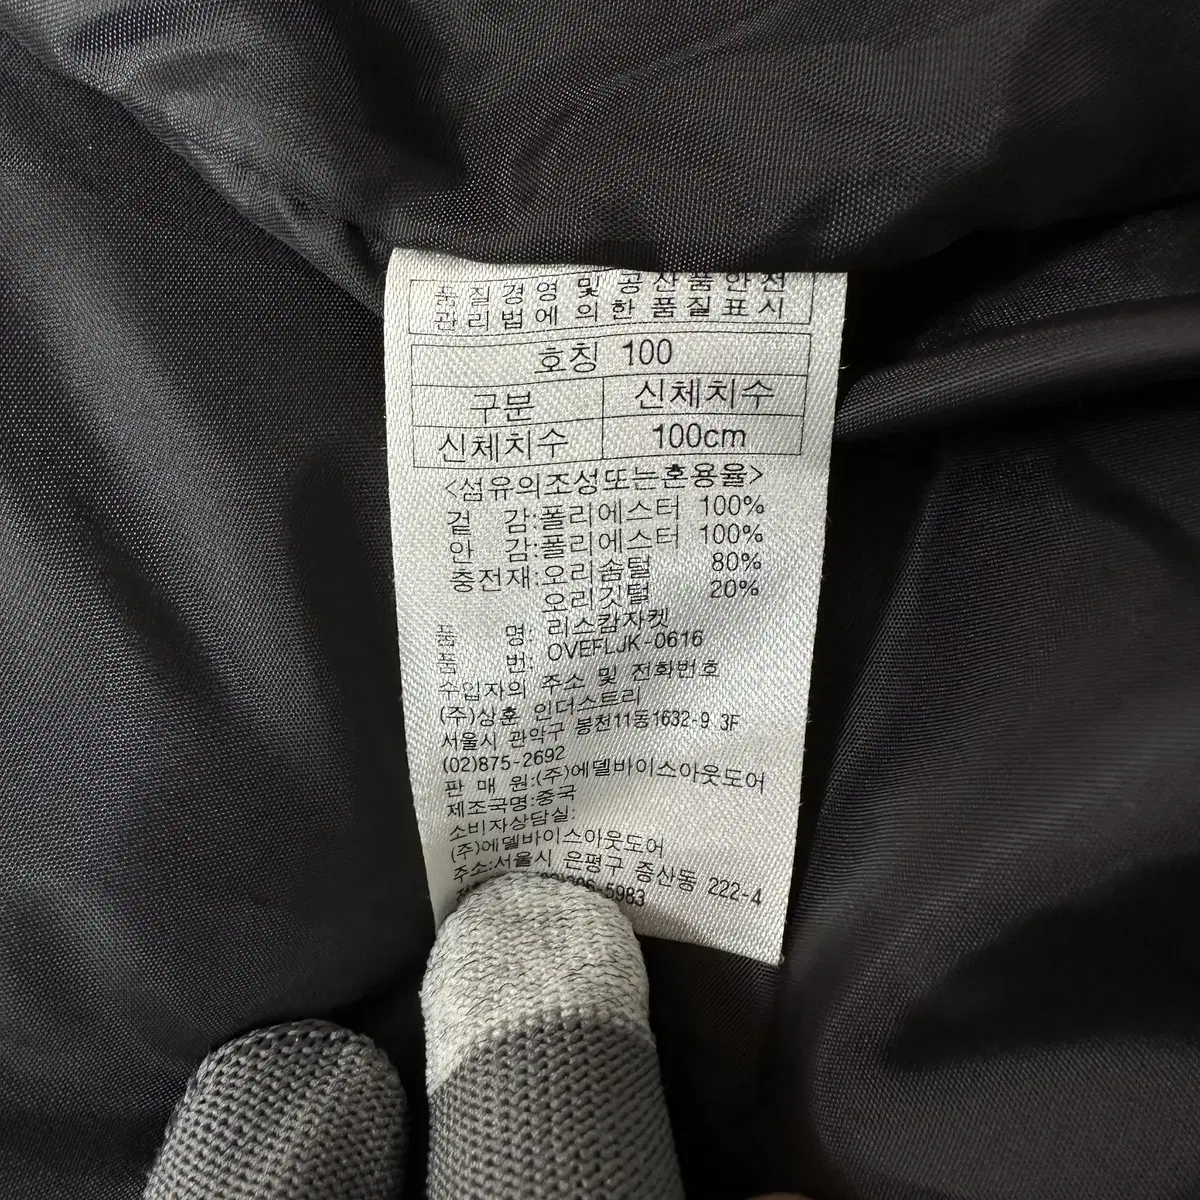 품질경영 및 공산품안전
관리법에 의한 품질표시
호칭 100
구분 신체치수
신체치수 100cm
<섬유의조성또는혼용율>
겉 감:폴리에스터 100%
안 감:폴리에스터 100%
충전재:오리솜털 80%
오리깃털 20%
품 명: 리스캄자켓
품 번: OVEFLJK-0616
수입자의 주소 및 전화번호
(주)상훈 인더스트리
서울시 관악구 봉천11동1632-9 3F
(02)875-2692
판 매 원:(주)에델바이스아웃도어
제조국명:중국
소비자상담실:
(주)에델바이스아웃도어
주소:서울시 은평구 증산동 222-4
5983